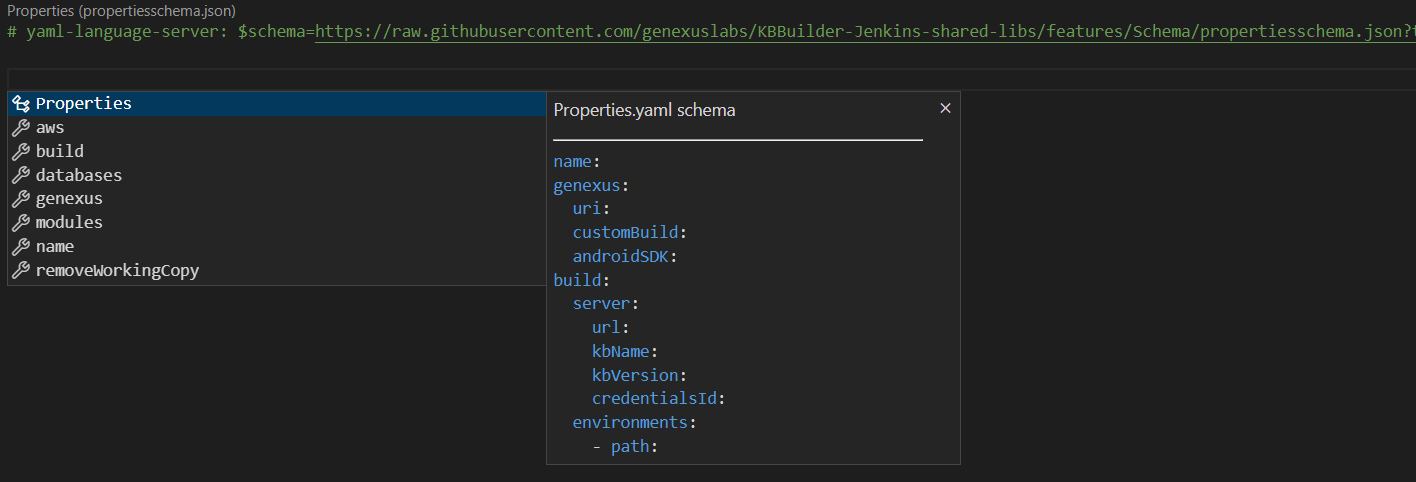 Properties (propertiesschema.json)
# yaml-language-server: $schema=https://raw.githubusercontent.com/genexuslabs/KBBuilder-Jenkins-shared-libs/features/Schema/propertiesschema.json?t
Properties
aws
build
databases
genexus
modules
name
removeWorkingCopy
Properties.yaml schema
name:
genexus:
  uri:
  customBuild:
  androidSDK:
build:
  server:
    url:
    kbName:
    kbVersion:
    credentialsId:
  environments:
    - path: